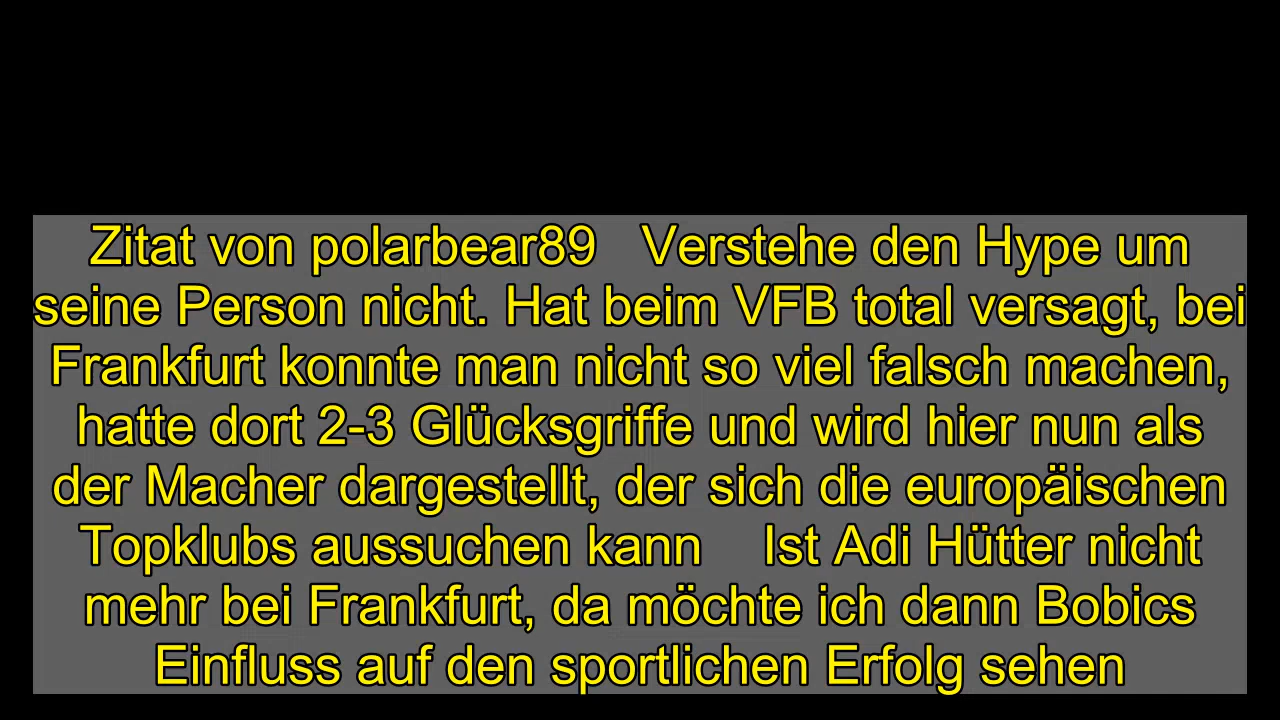 Zitat von polarbear89   Verstehe den Hype um
seine Person nicht. Hat beim VFB total versagt, bei
Frankfurt konnte man nicht so viel falsch machen,
hatte dort 2-3 Glücksgriffe und wird hier nun als
der Macher dargestellt, der sich die europäischen
Topklubs aussuchen kann     Ist Adi Hütter nicht
mehr bei Frankfurt, da möchte ich dann Bobics
Einfluss auf den sportlichen Erfolg sehen